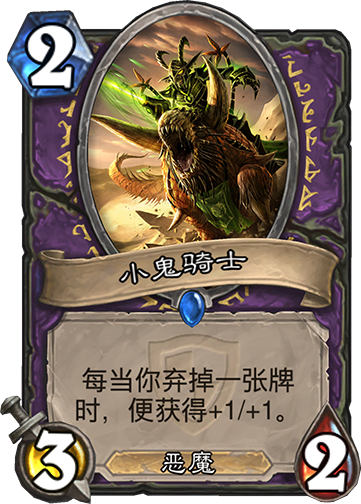 2
小鬼骑士
每当你弃掉一张牌
时，便获得+1/+1。
3
恶魔
2